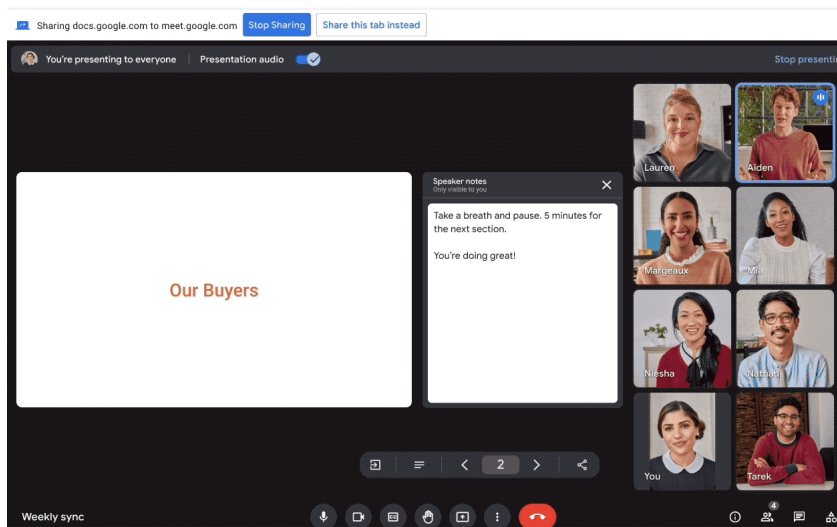 Sharing docs.google.com to meet.google.com Stop Sharing Share this tab instead
You're presenting to everyone Presentation audio Stop presentin
Lauren Aiden
Speaker notes
Only visible to you
Take a breath and pause. 5 minutes for
the next section.
You're doing great!
Our Buyers
Margeaux Mia
Niesha Nathan
You Tarek
2
Weekly sync
4